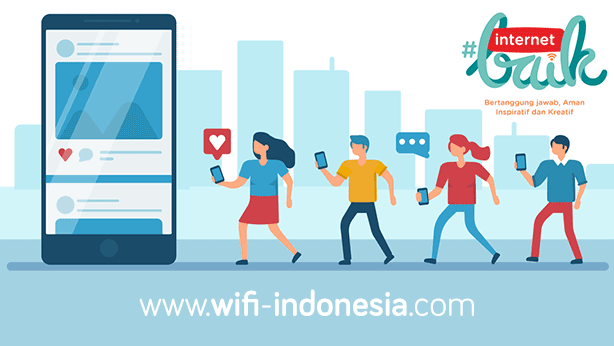 #internet
baik
Bertanggung jawab, Aman
Inspiratif dan Kreatif
www.wifi-indonesia.com